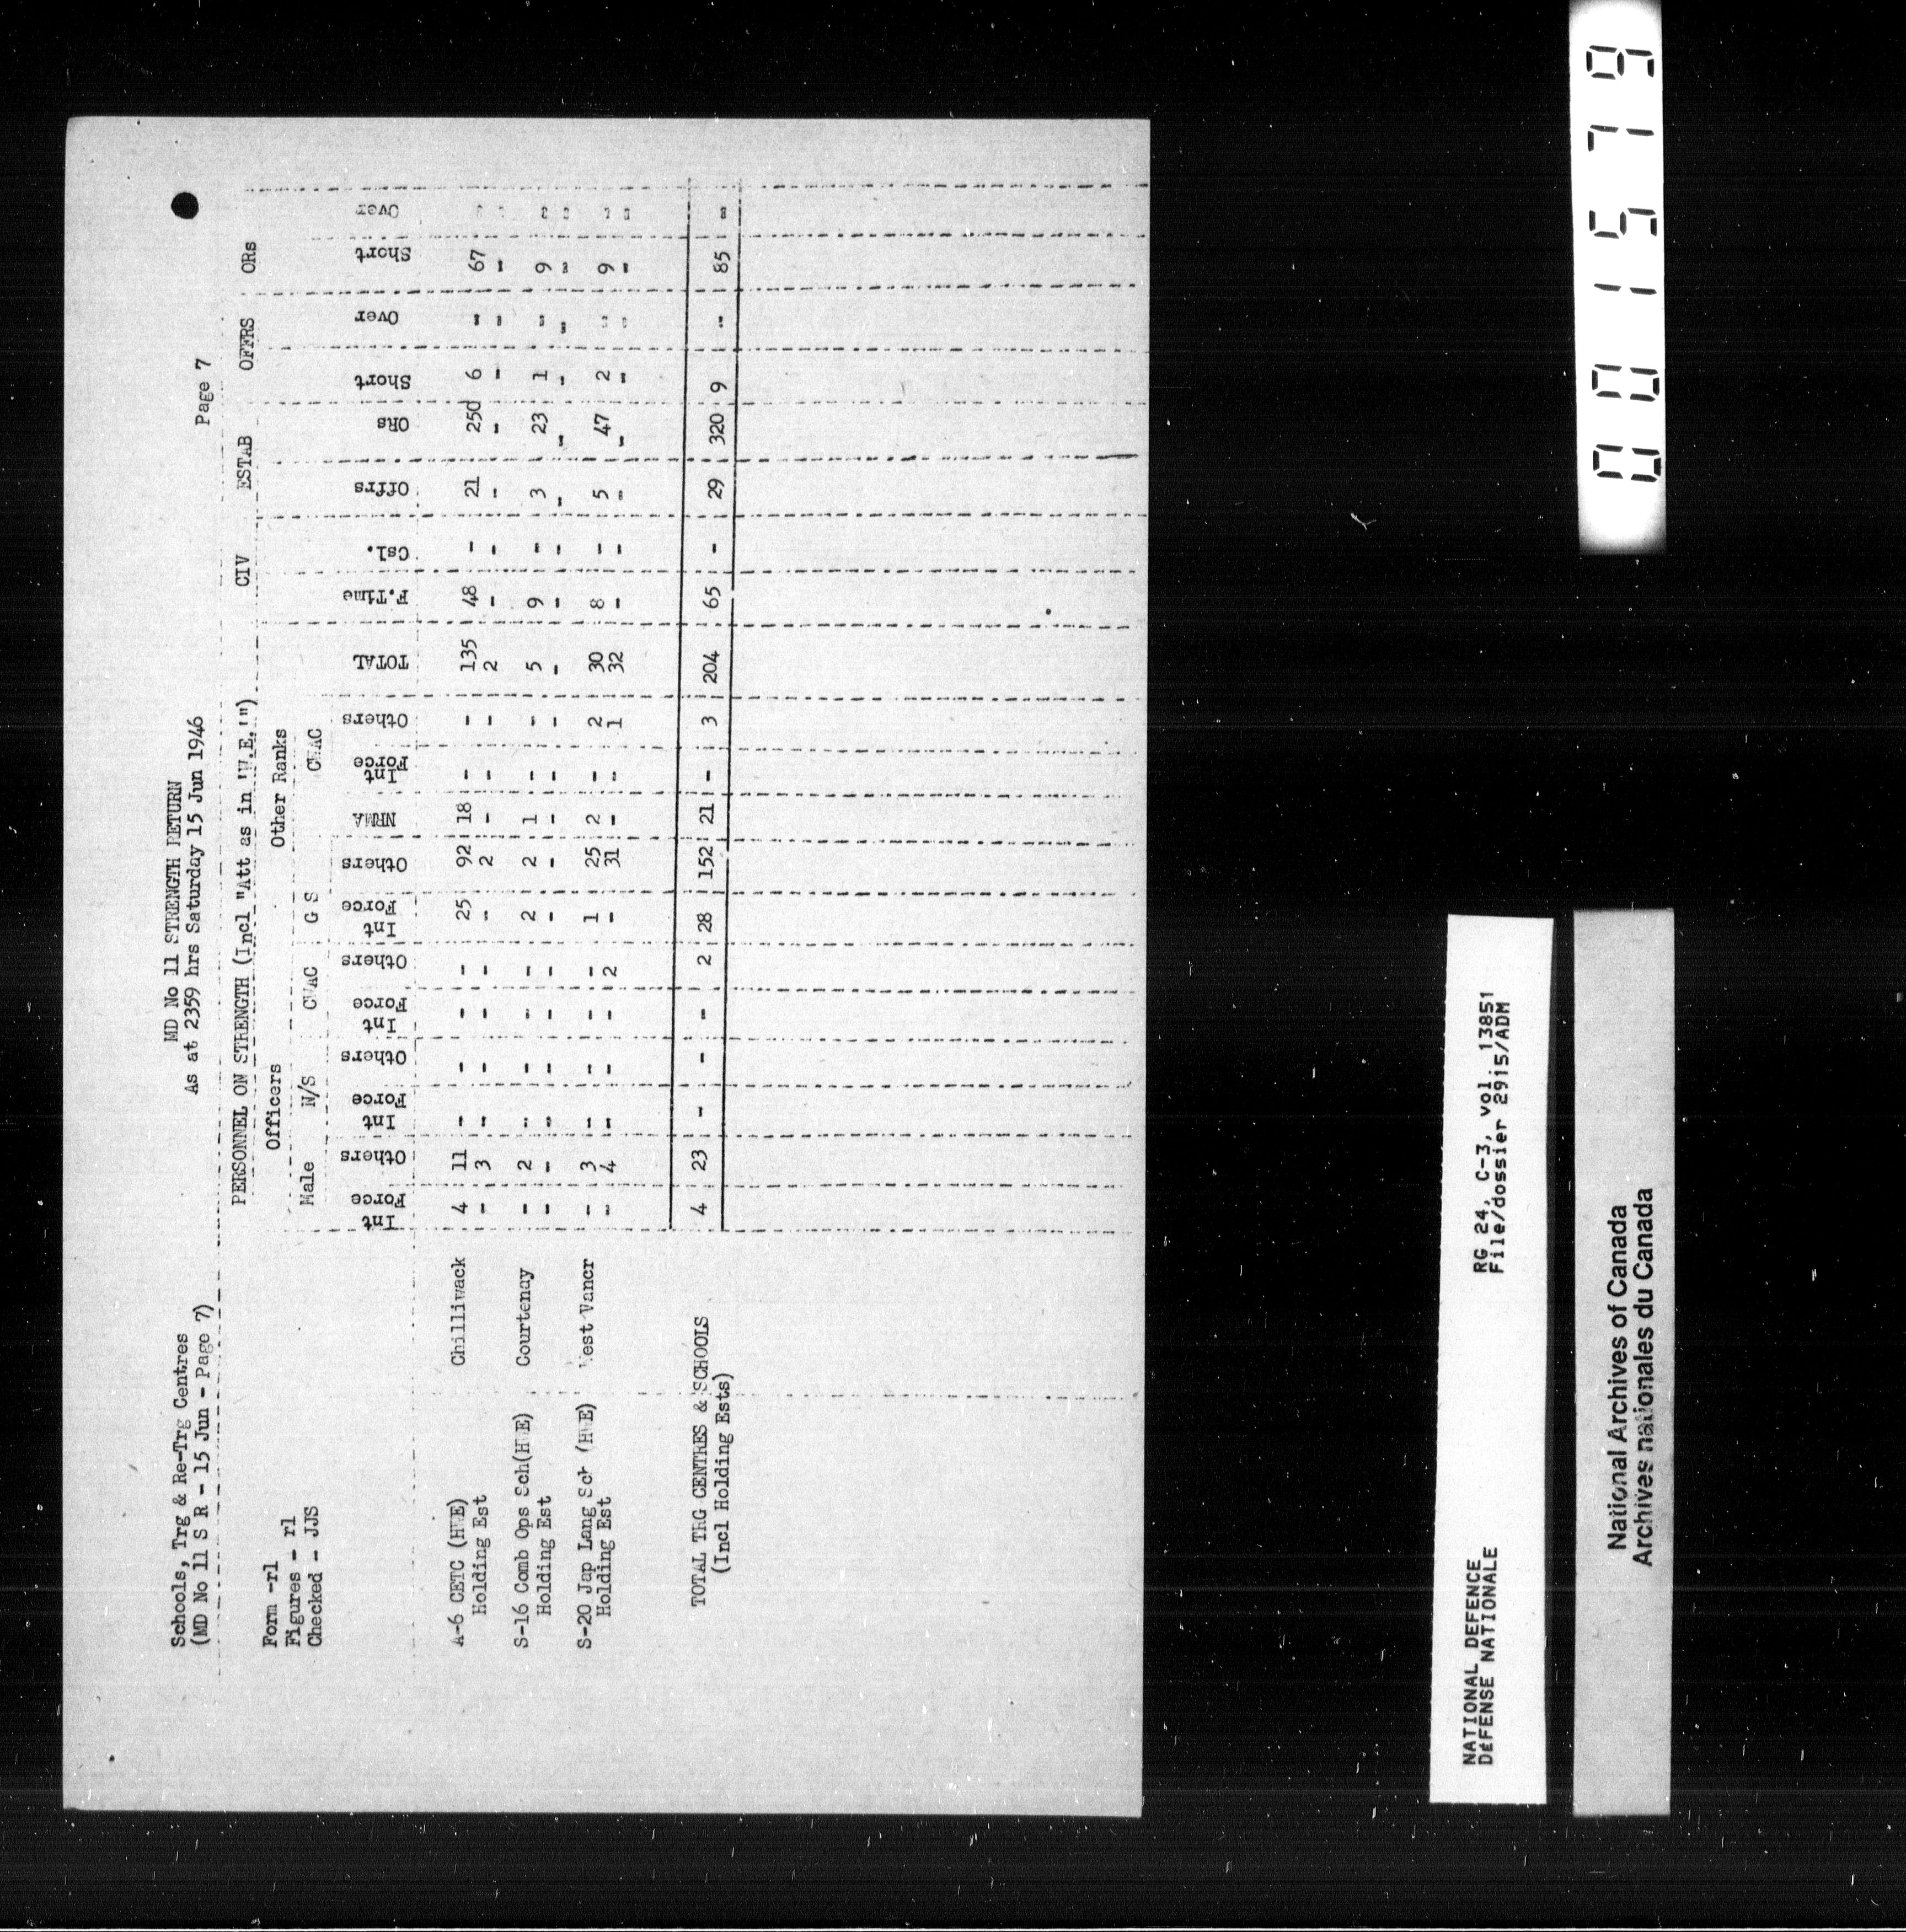 Schools, Trg & Re-Trg Centres
(MD No 11 S R - 15 Jun - Page 7)
MD No 11 STRENGTH RETURN
As at 2359 hrs Saturday 15 Jun 1946
Page 7
PERSONNEL ON STRENGTH (Incl "Att as in 'W.E.'") CIV ESTAB OFFRS ORs
Form -rl
Figures - rl
Checked - JJS
Officers Other Ranks
Male N/S CWAC G S CWAC
Int Force Others Int Force Others Int Force Others Int Force Others NRMA Int Force Others TOTAL F.Time Csl. Offrs ORs Short Over Short Over
A-6 CETC (HWE) Chilliwack 4 11 - - - - 25 92 18 - - 135 48 - 21 250 6 - 67 -
Holding Est - 3 - - - - - 2 - - - 2 - - - - - - - -
S-16 Comb Ops Sch(HWE) Courtenay - 2 - - - - 2 2 1 - - 5 9 - 3 23 1 - 9 -
Holding Est - - - - - - - - - - - - - - - - - - - -
S-20 Jap Lang Sch (HWE) West Vancr - 3 - - - - 1 25 2 - 2 30 8 - 5 47 2 - 9 -
Holding Est - 4 - - - 2 - 31 - - 1 32 - - - - - - - -
TOTAL TRG CENTRES & SCHOOLS 4 23 - - - 2 28 152 21 - 3 204 65 - 29 320 9 - 85 -
(Incl Holding Ests)
NATIONAL DEFENCE
DÉFENSE NATIONALE
RG 24, C-3, vol. 13851
File/dossier 2915/ADM
National Archives of Canada
Archives nationales du Canada
001579